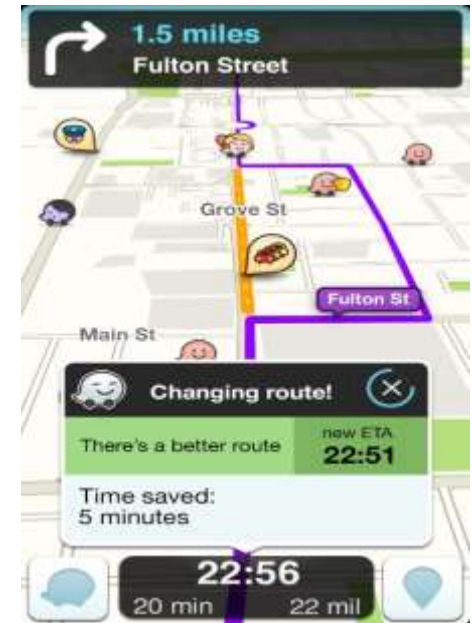 1.5 miles
Fulton Street
Grove St
Fulton St
Main St
Changing route!
There's a better route
new ETA
22:51
Time saved:
5 minutes
22:56
20 min 22 mil